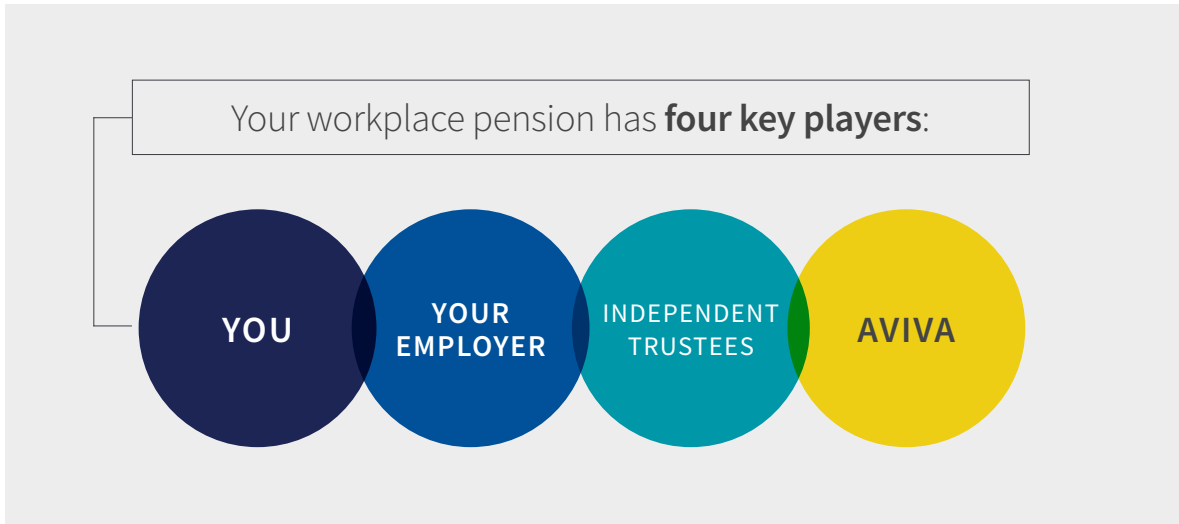 Your workplace pension has four key players:
YOU
YOUR
EMPLOYER
INDEPENDENT
TRUSTEES
AVIVA